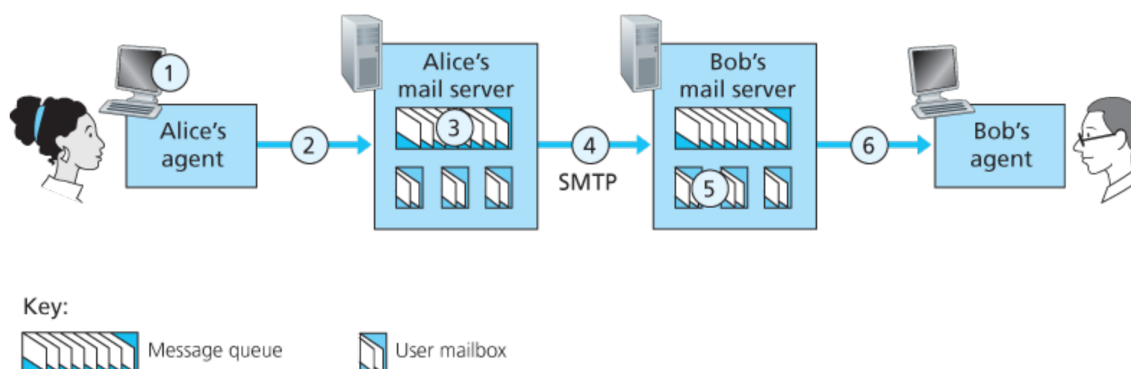 1
Alice's
agent
2
Alice's
mail server
3
4
SMTP
Bob's
mail server
5
6
Bob's
agent
Key:
Message queue
User mailbox